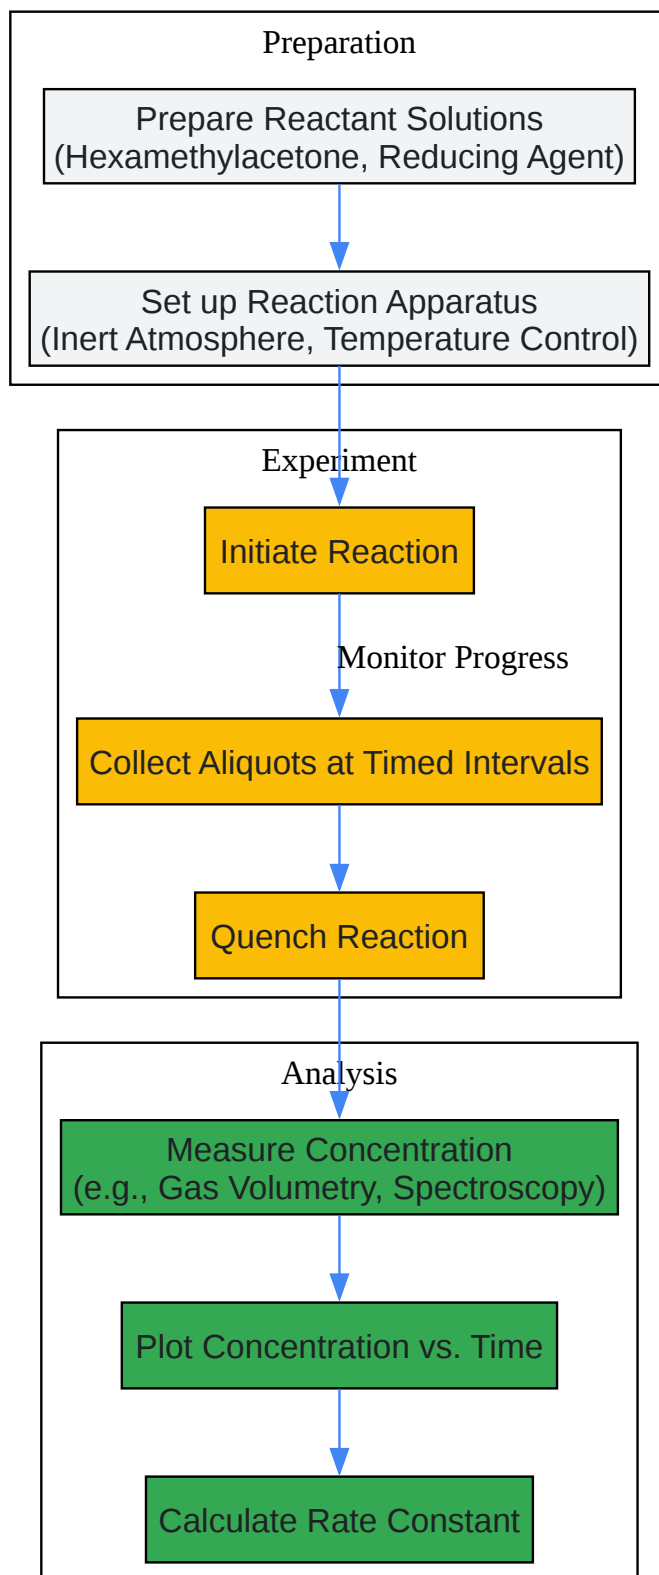 Preparation
Prepare Reactant Solutions
(Hexamethylacetone, Reducing Agent)
Set up Reaction Apparatus
(Inert Atmosphere, Temperature Control)
Experiment
Initiate Reaction
Monitor Progress
Collect Aliquots at Timed Intervals
Quench Reaction
Analysis
Measure Concentration
(e.g., Gas Volumetry, Spectroscopy)
Plot Concentration vs. Time
Calculate Rate Constant